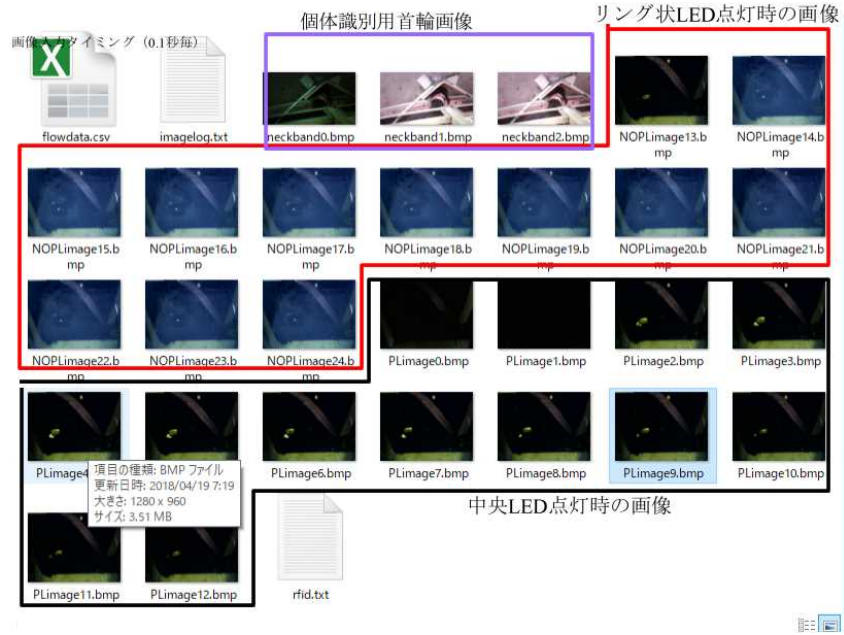 個体識別用首輪画像
リング状LED点灯時の画像
画像入力タイミング（0.1秒毎）
flowdata.csv
imagelog.txt
neckband0.bmp
neckband1.bmp
neckband2.bmp
NOPLimage13.b
mp
NOPLimage14.b
mp
NOPLimage15.b
mp
NOPLimage16.b
mp
NOPLimage17.b
mp
NOPLimage18.b
mp
NOPLimage19.b
mp
NOPLimage20.b
mp
NOPLimage21.b
mp
NOPLimage22.b
mp
NOPLimage23.b
mp
NOPLimage24.b
mp
PLimage0.bmp
PLimage1.bmp
PLimage2.bmp
PLimage3.bmp
PLimage4
項目の種類: BMP ファイル
更新日時: 2018/04/19 7:19
大きさ: 1280 x 960
サイズ: 3.51 MB
PLimage6.bmp
PLimage7.bmp
PLimage8.bmp
PLimage9.bmp
PLimage10.bmp
中央LED点灯時の画像
PLimage11.bmp
PLimage12.bmp
rfid.txt